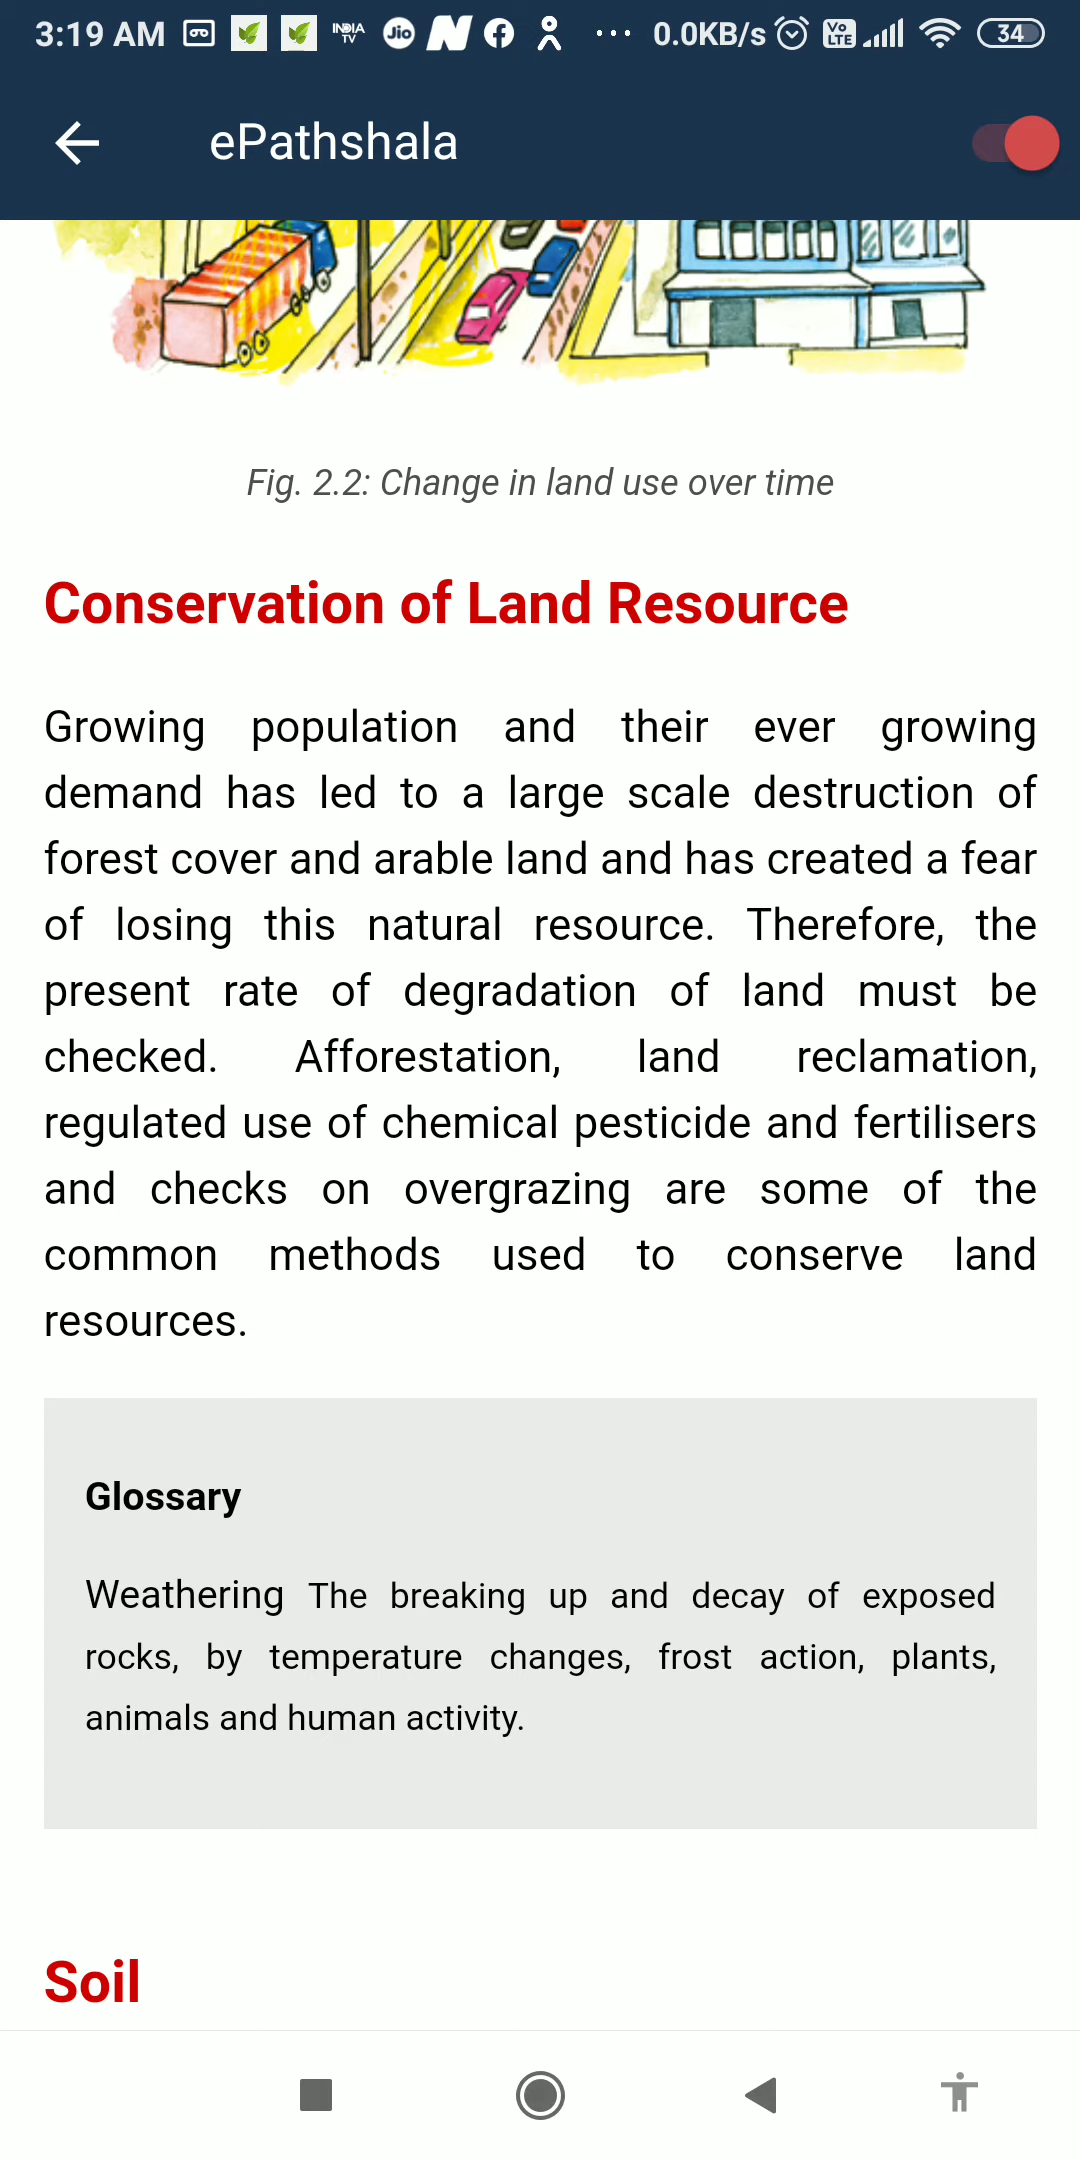 3:19 AM INDIA TV Jio N ... 0.0KB/s Vo LTE 34
ePathshala
Fig. 2.2: Change in land use over time
Conservation of Land Resource
Growing population and their ever growing
demand has led to a large scale destruction of
forest cover and arable land and has created a fear
of losing this natural resource. Therefore, the
present rate of degradation of land must be
checked. Afforestation, land reclamation,
regulated use of chemical pesticide and fertilisers
and checks on overgrazing are some of the
common methods used to conserve land
resources.
Glossary
Weathering The breaking up and decay of exposed
rocks, by temperature changes, frost action, plants,
animals and human activity.
Soil